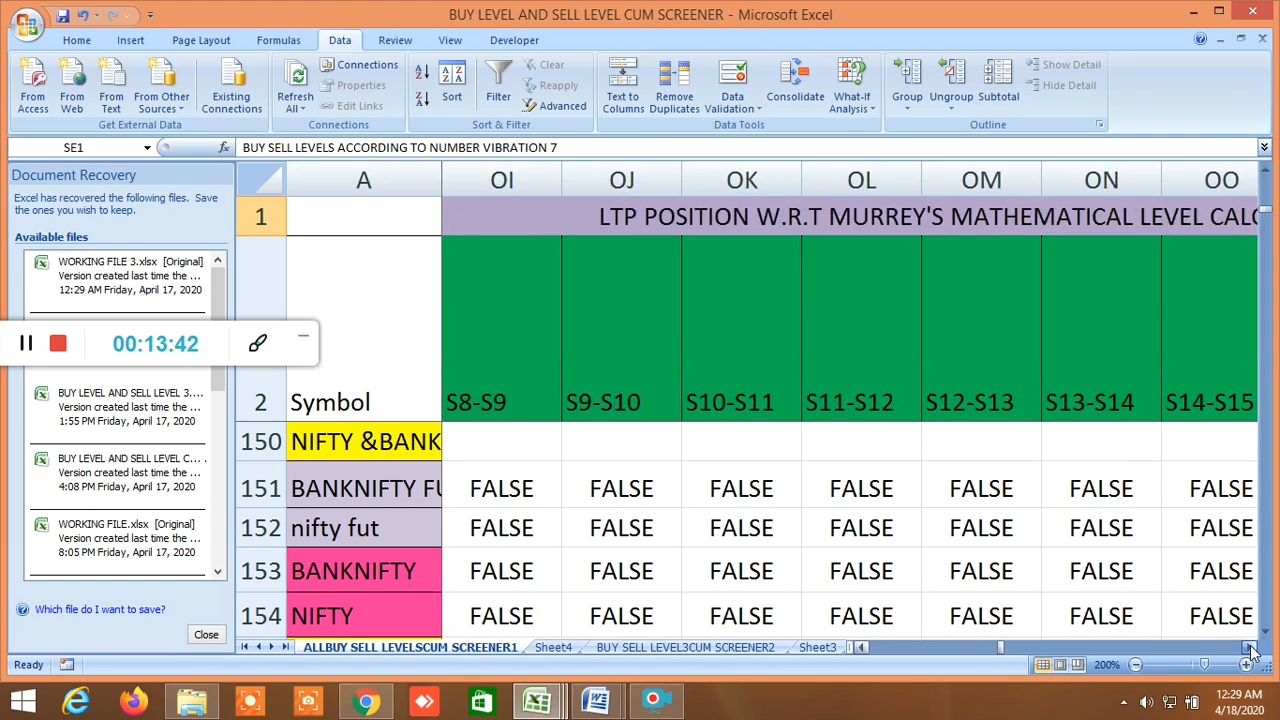 BUY LEVEL AND SELL LEVEL CUM SCREENER - Microsoft Excel
Home Insert Page Layout Formulas Data Review View Developer
From Access
From Web
From Text
From Other Sources
Existing Connections
Get External Data
Refresh All
Connections
Properties
Edit Links
Connections
Sort
Filter
Clear
Reapply
Advanced
Sort & Filter
Text to Columns
Remove Duplicates
Data Validation
Consolidate
What-If Analysis
Data Tools
Group
Ungroup
Subtotal
Show Detail
Hide Detail
Outline
SE1 fx BUY SELL LEVELS ACCORDING TO NUMBER VIBRATION 7
Document Recovery
Excel has recovered the following files. Save
the ones you wish to keep.
Available files
WORKING FILE 3.xlsx [Original]
Version created last time the ...
12:29 AM Friday, April 17, 2020
00:13:42
BUY LEVEL AND SELL LEVEL 3....
Version created last time the ...
1:55 PM Friday, April 17, 2020
BUY LEVEL AND SELL LEVEL C... .
Version created last time the ...
4:08 PM Friday, April 17, 2020
WORKING FILE.xlsx [Original]
Version created last time the ...
8:05 PM Friday, April 17, 2020
Which file do I want to save?
Close
A OI OJ OK OL OM ON OO
1 LTP POSITION W.R.T MURREY'S MATHEMATICAL LEVEL CALC
2 Symbol S8-S9 S9-S10 S10-S11 S11-S12 S12-S13 S13-S14 S14-S15
150 NIFTY &BANK
151 BANKNIFTY FU FALSE FALSE FALSE FALSE FALSE FALSE FALSE
152 nifty fut FALSE FALSE FALSE FALSE FALSE FALSE FALSE
153 BANKNIFTY FALSE FALSE FALSE FALSE FALSE FALSE FALSE
154 NIFTY FALSE FALSE FALSE FALSE FALSE FALSE FALSE
ALLBUY SELL LEVELSCUM SCREENER1 Sheet4 BUY SELL LEVEL3CUM SCREENER2 Sheet3
Ready 200%
12:29 AM
4/18/2020